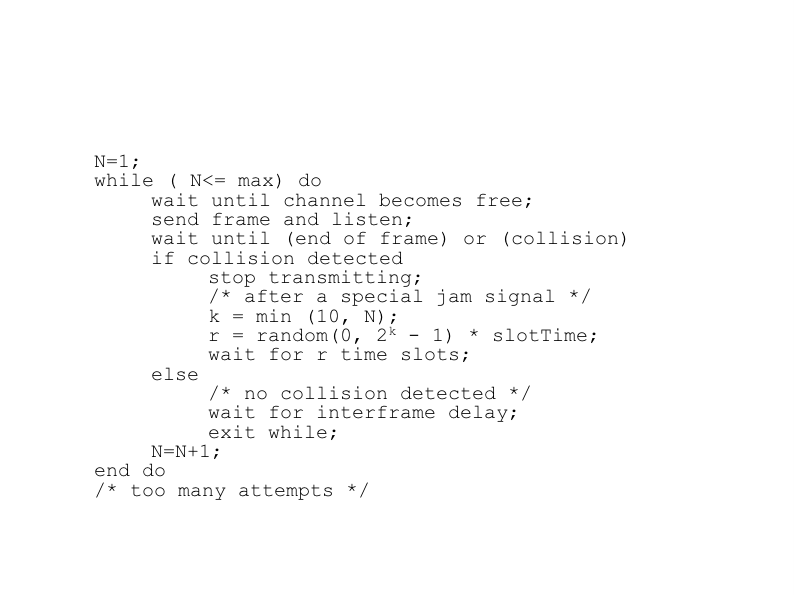 N=1;
while ( N<= max) do
wait until channel becomes free;
send frame and listen;
wait until (end of frame) or (collision)
if collision detected
stop transmitting;
/* after a special jam signal */
k = min (10, N);
r = random(0, 2ᵏ - 1) * slotTime;
wait for r time slots;
else
/* no collision detected */
wait for interframe delay;
exit while;
N=N+1;
end do
/* too many attempts */